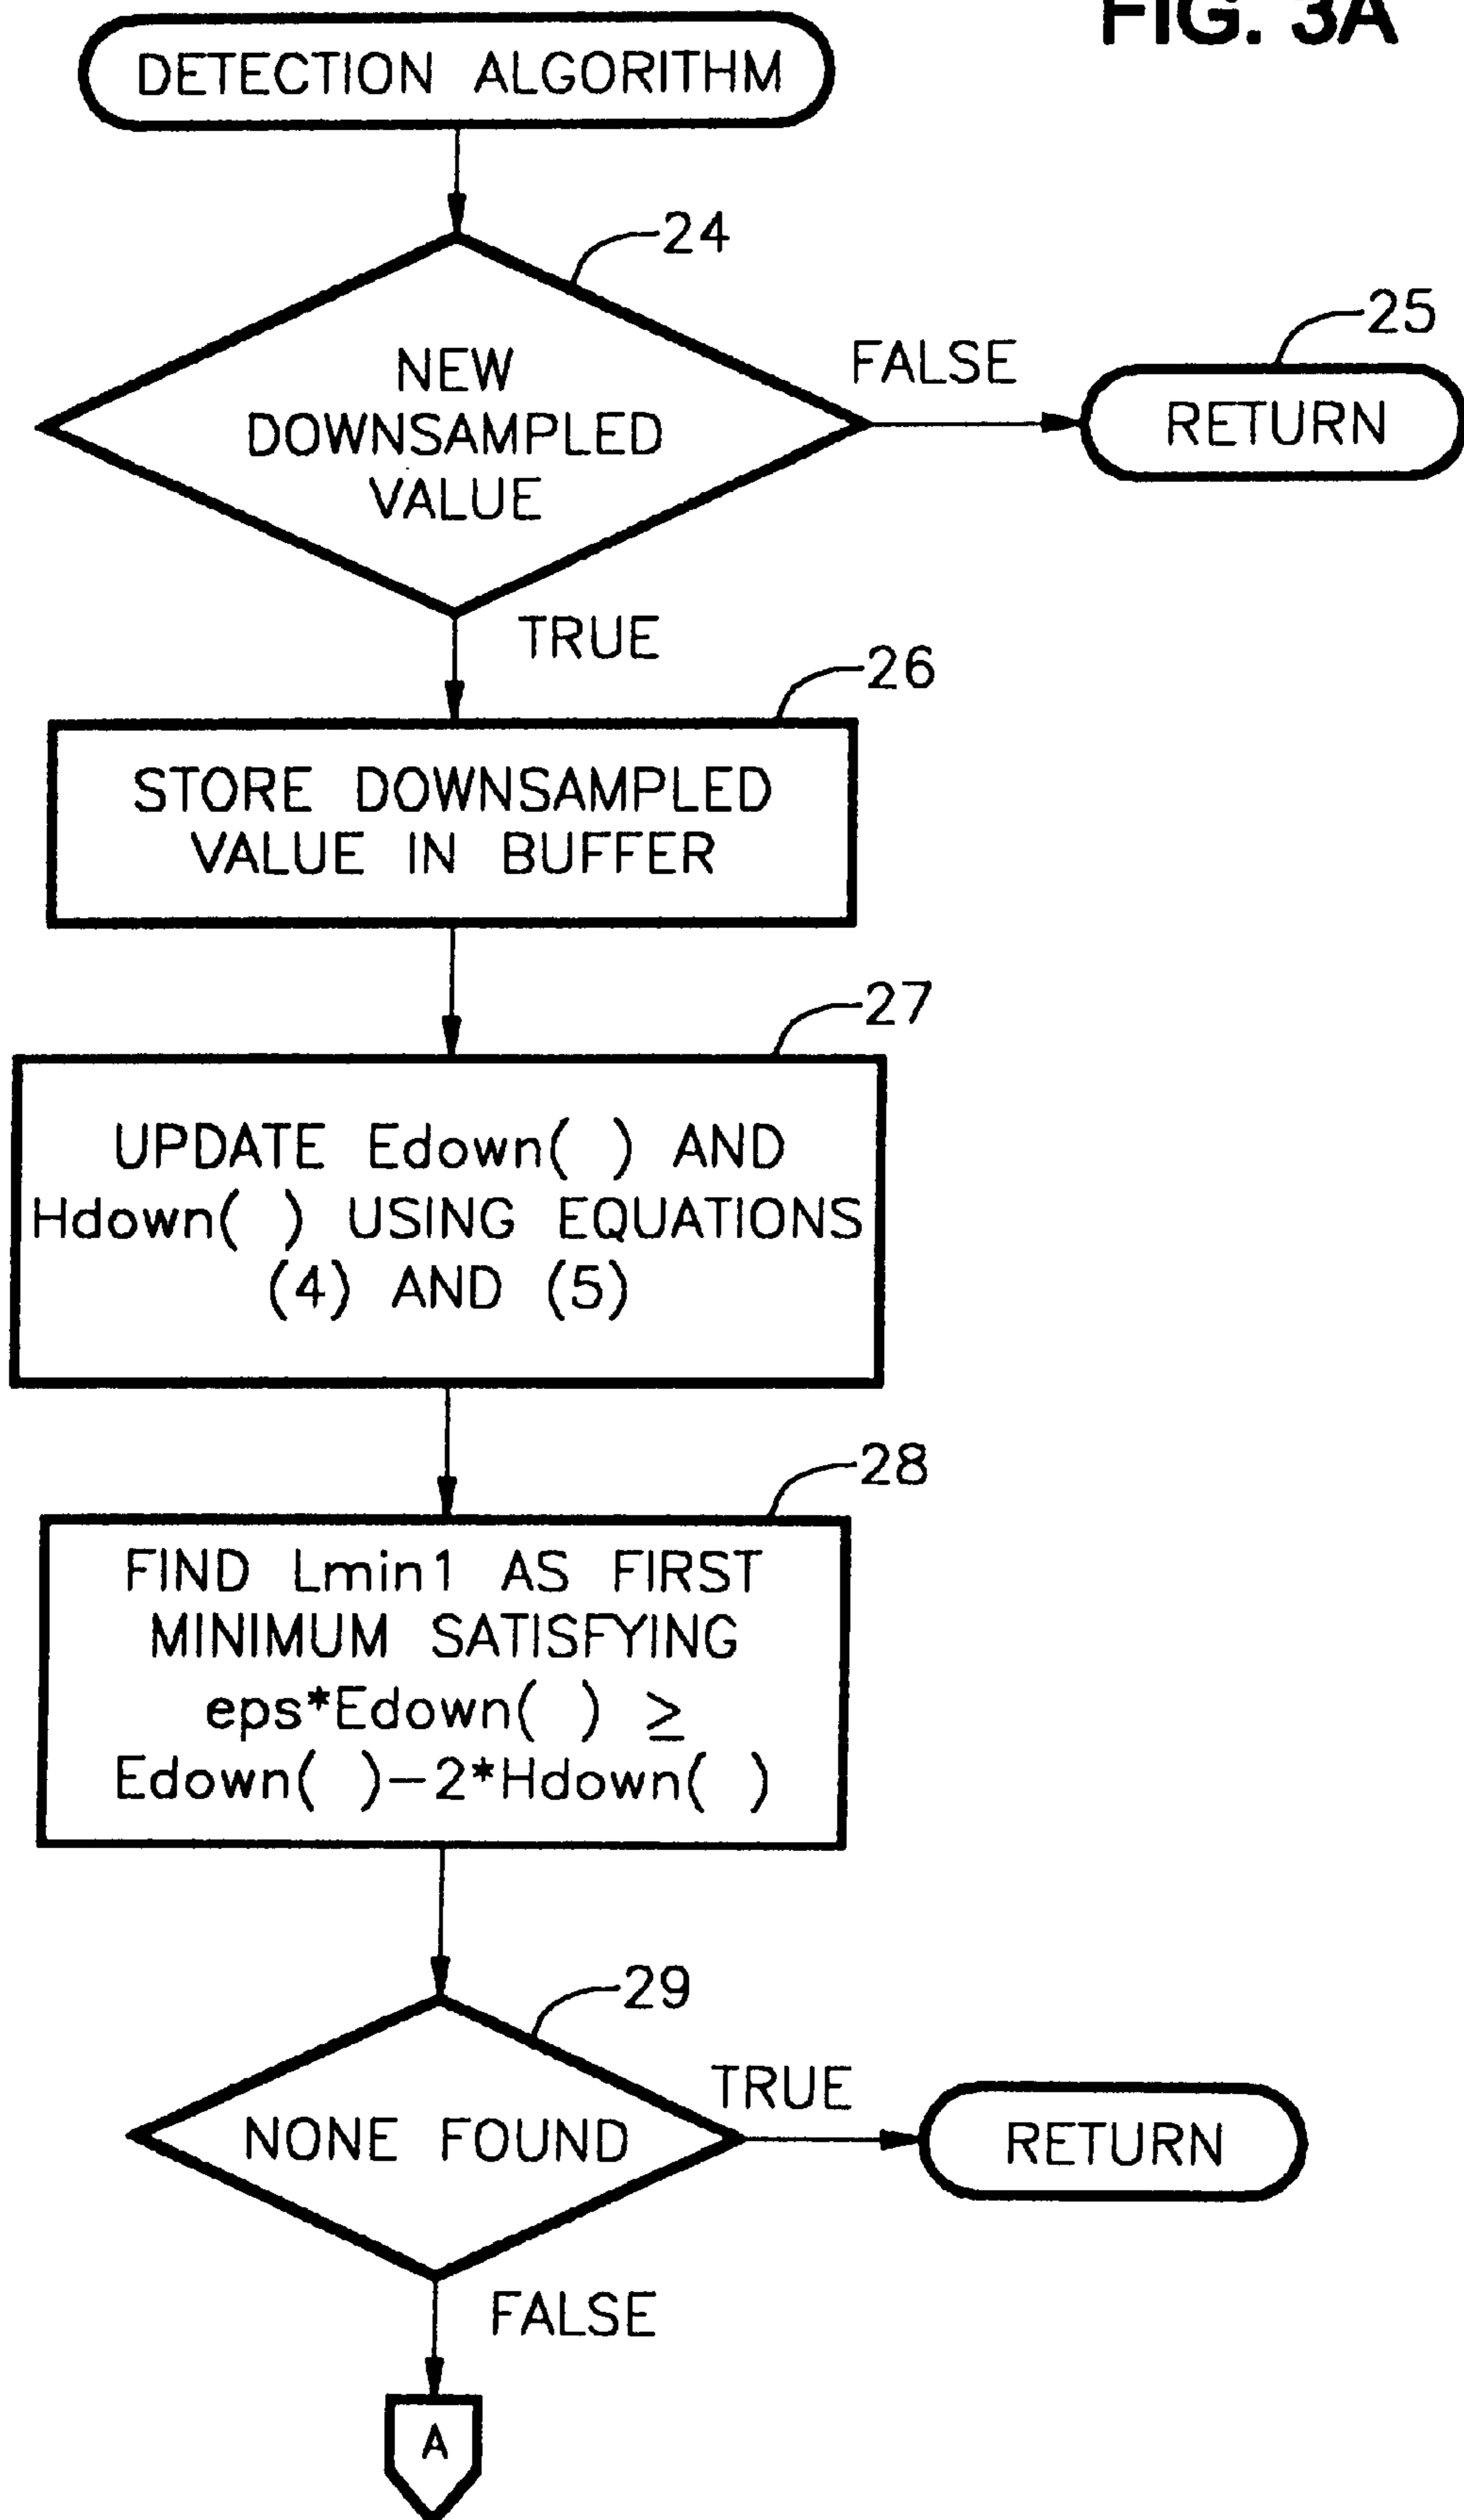 FIG. 3A
DETECTION ALGORITHM
24
NEW
DOWNSAMPLED
VALUE
FALSE
25
RETURN
TRUE
26
STORE DOWNSAMPLED
VALUE IN BUFFER
27
UPDATE Edown( ) AND
Hdown( ) USING EQUATIONS
(4) AND (5)
28
FIND Lmin1 AS FIRST
MINIMUM SATISFYING
eps*Edown( ) ≥
Edown( )–2*Hdown( )
29
NONE FOUND
TRUE
RETURN
FALSE
A